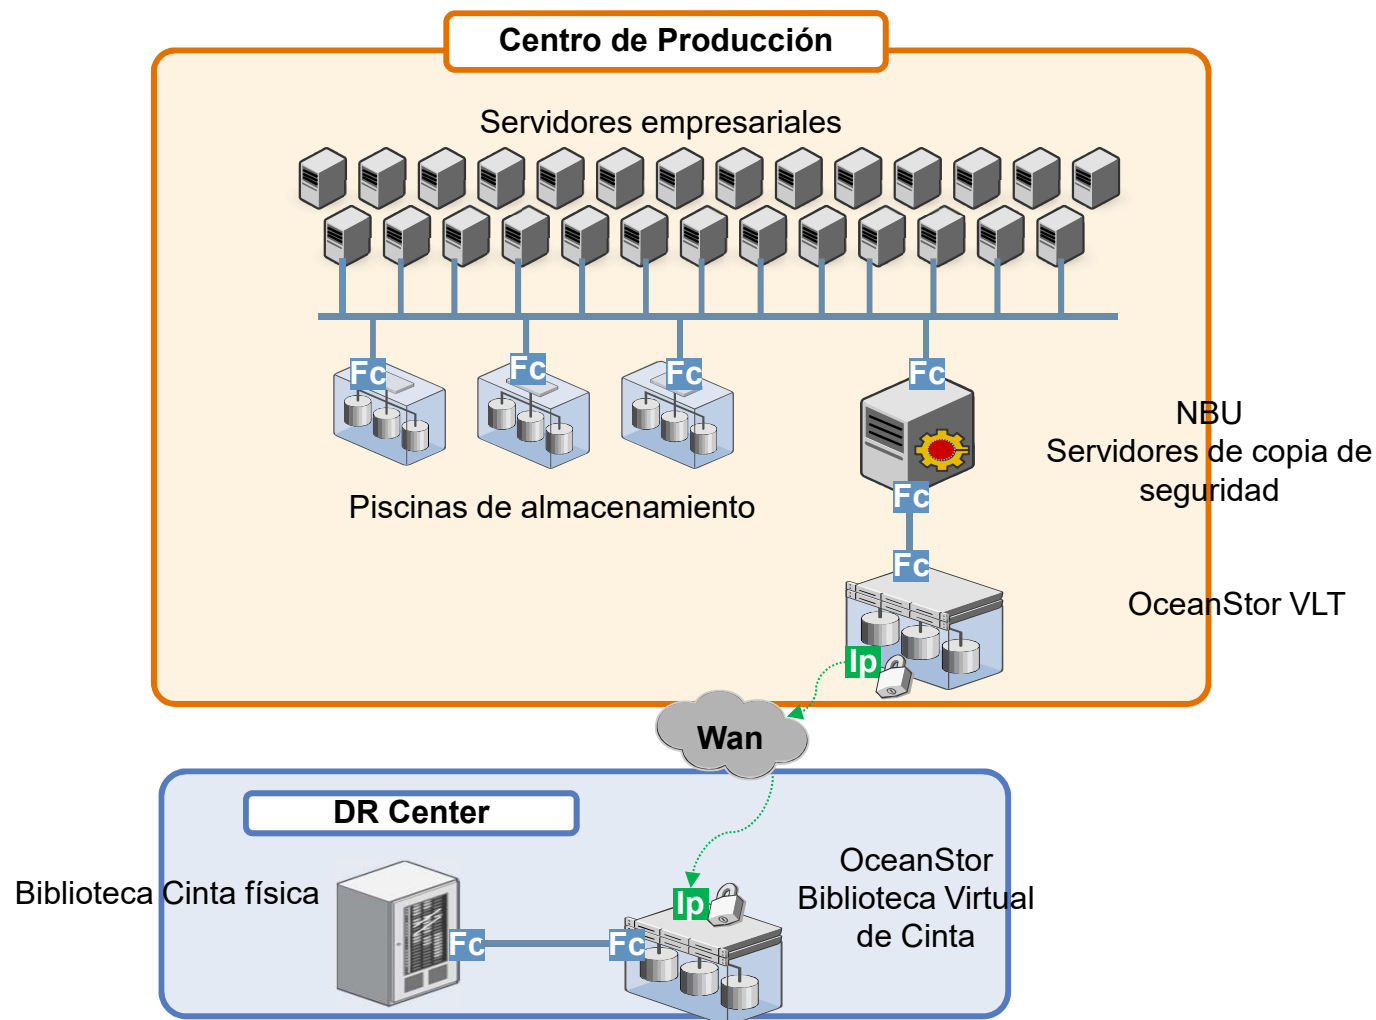 Centro de Producción
Servidores empresariales
Fc
Fc
Fc
Fc
NBU
Servidores de copia de
seguridad
Fc
Piscinas de almacenamiento
Fc
OceanStor VLT
Ip
Wan
DR Center
OceanStor
Biblioteca Virtual
de Cinta
Biblioteca Cinta física
Ip
Fc
Fc